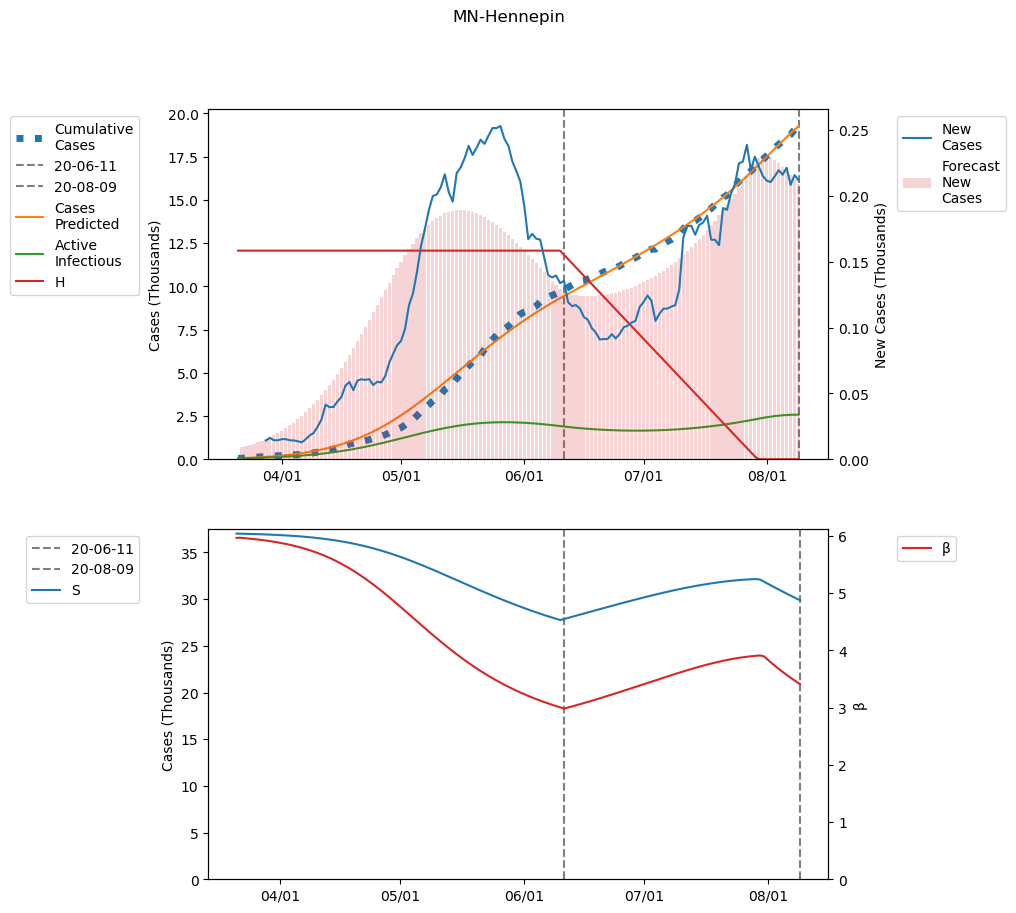 MN-Hennepin
Cumulative
Cases
20-06-11
20-08-09
Cases
Predicted
Active
Infectious
H
Cases (Thousands)
20.0
17.5
15.0
12.5
10.0
7.5
5.0
2.5
0.0
04/01
05/01
06/01
07/01
08/01
0.25
0.20
0.15
0.10
0.05
0.00
New Cases (Thousands)
New
Cases
Forecast
New
Cases
20-06-11
20-08-09
S
Cases (Thousands)
35
30
25
20
15
10
5
0
04/01
05/01
06/01
07/01
08/01
6
5
4
3
2
1
0
β
β